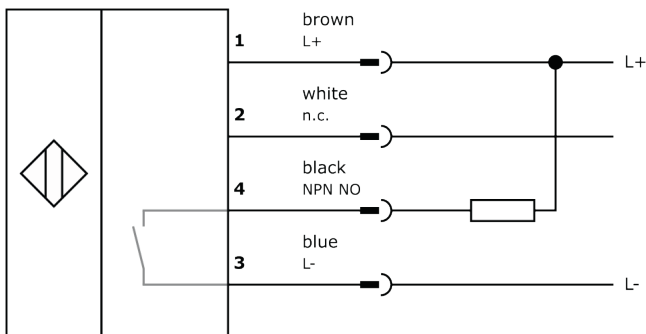 brown
1 L+
L+
white
2 n.c.
black
4 NPN NO
blue
3 L-
L-